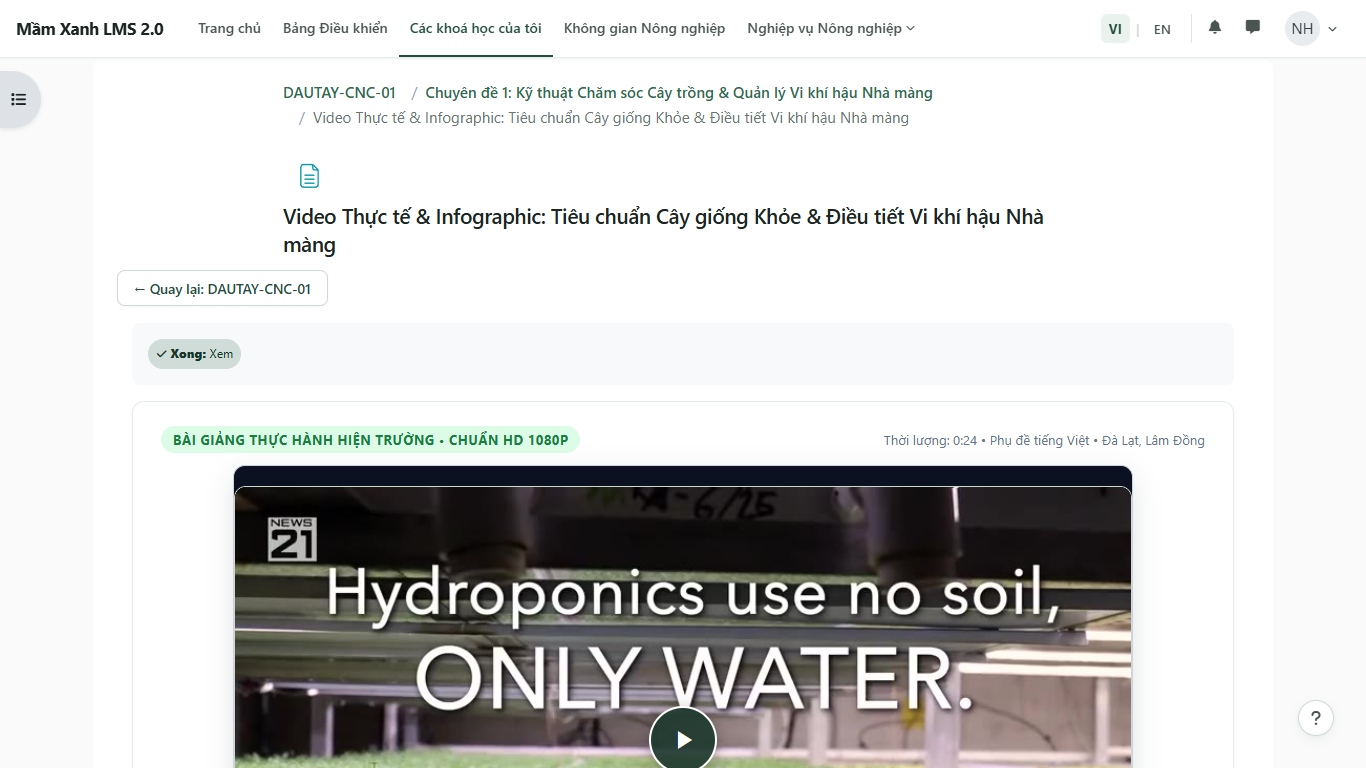 Mầm Xanh LMS 2.0
Trang chủ
Bảng Điều khiển
Các khoá học của tôi
Không gian Nông nghiệp
Nghiệp vụ Nông nghiệp
VI | EN
NH
DAUTAY-CNC-01 / Chuyên đề 1: Kỹ thuật Chăm sóc Cây trồng & Quản lý Vi khí hậu Nhà màng
/ Video Thực tế & Infographic: Tiêu chuẩn Cây giống Khỏe & Điều tiết Vi khí hậu Nhà màng
Video Thực tế & Infographic: Tiêu chuẩn Cây giống Khỏe & Điều tiết Vi khí hậu Nhà
màng
← Quay lại: DAUTAY-CNC-01
Xong: Xem
BÀI GIẢNG THỰC HÀNH HIỆN TRƯỜNG • CHUẨN HD 1080P
Thời lượng: 0:24 • Phụ đề tiếng Việt • Đà Lạt, Lâm Đồng
NEWS
21
Hydroponics use no soil,
ONLY WATER.
?